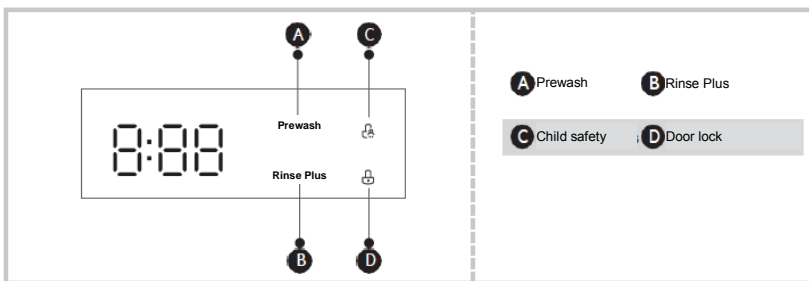 A C
8:88
Prewash
Rinse Plus
B D
A Prewash B Rinse Plus
C Child safety D Door lock